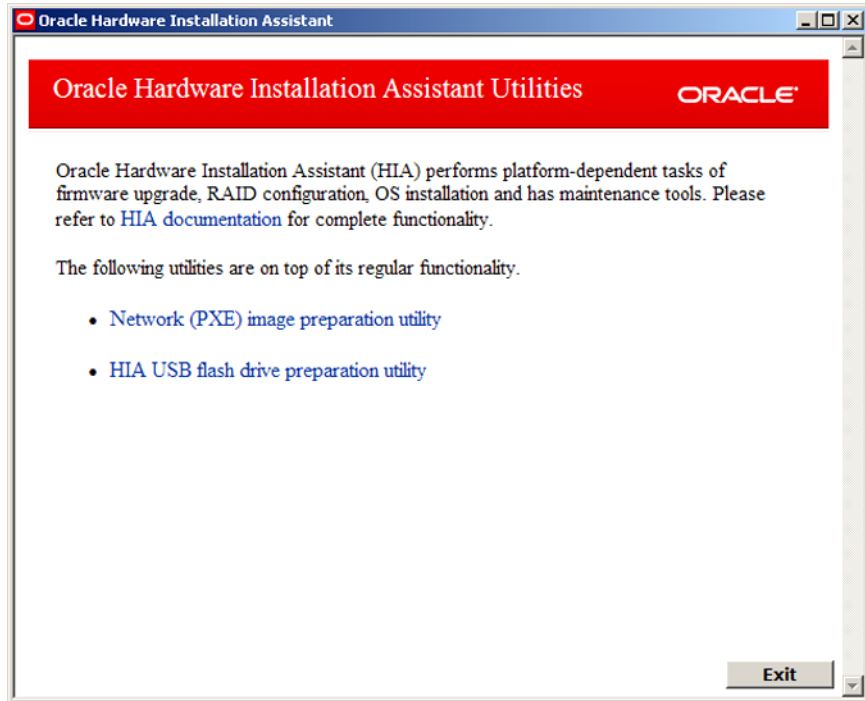 Oracle Hardware Installation Assistant
Oracle Hardware Installation Assistant Utilities
ORACLE
Oracle Hardware Installation Assistant (HIA) performs platform-dependent tasks of
firmware upgrade, RAID configuration, OS installation and has maintenance tools. Please
refer to HIA documentation for complete functionality.
The following utilities are on top of its regular functionality.
• Network (PXE) image preparation utility
• HIA USB flash drive preparation utility
Exit